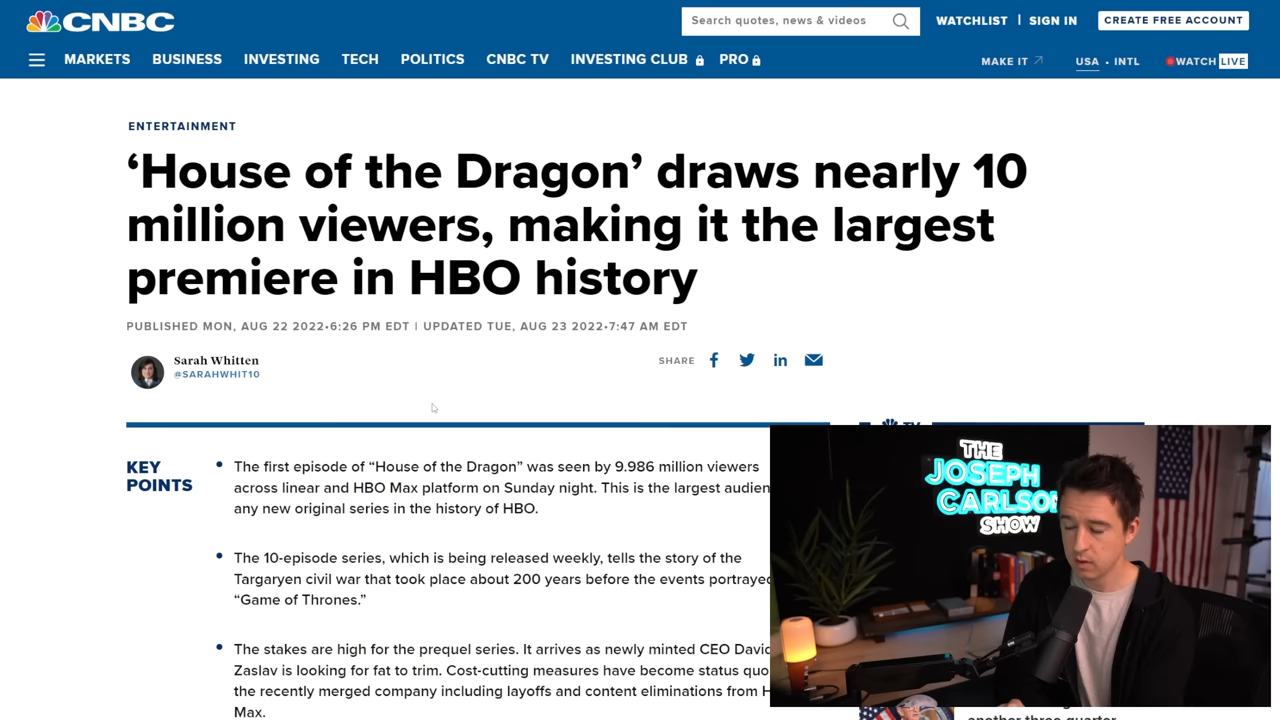 CNBC
Search quotes, news & videos
WATCHLIST | SIGN IN
CREATE FREE ACCOUNT
MARKETS BUSINESS INVESTING TECH POLITICS CNBC TV INVESTING CLUB PRO
MAKE IT USA • INTL WATCH LIVE
ENTERTAINMENT
‘House of the Dragon’ draws nearly 10
million viewers, making it the largest
premiere in HBO history
PUBLISHED MON, AUG 22 2022•6:26 PM EDT | UPDATED TUE, AUG 23 2022•7:47 AM EDT
Sarah Whitten
@SARAHWHIT10
SHARE
TV
KEY
POINTS
• The first episode of “House of the Dragon” was seen by 9.986 million viewers
across linear and HBO Max platform on Sunday night. This is the largest audien
any new original series in the history of HBO.
• The 10-episode series, which is being released weekly, tells the story of the
Targaryen civil war that took place about 200 years before the events portrayed
“Game of Thrones.”
• The stakes are high for the prequel series. It arrives as newly minted CEO David
Zaslav is looking for fat to trim. Cost-cutting measures have become status quo
the recently merged company including layoffs and content eliminations from H
Max.
THE
JOSEPH
CARLSON
SHOW
another three-quarter